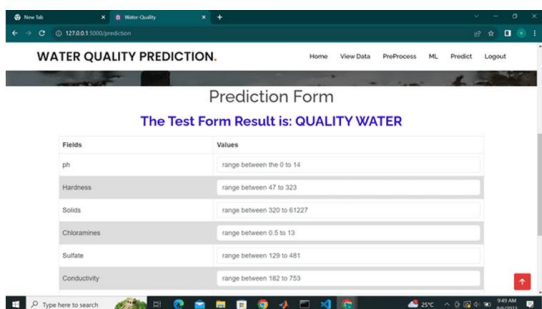 New Tab
Water Quality
127.0.0.1:5000/prediction
WATER QUALITY PREDICTION.
Home View Data PreProcess ML Predict Logout
Prediction Form
The Test Form Result is: QUALITY WATER
Fields Values
ph range between the 0 to 14
Hardness range between 47 to 323
Solids range between 320 to 61227
Chloramines range between 0.5 to 13
Sulfate range between 129 to 481
Conductivity range between 182 to 753
Type here to search
25°C
9:49 AM